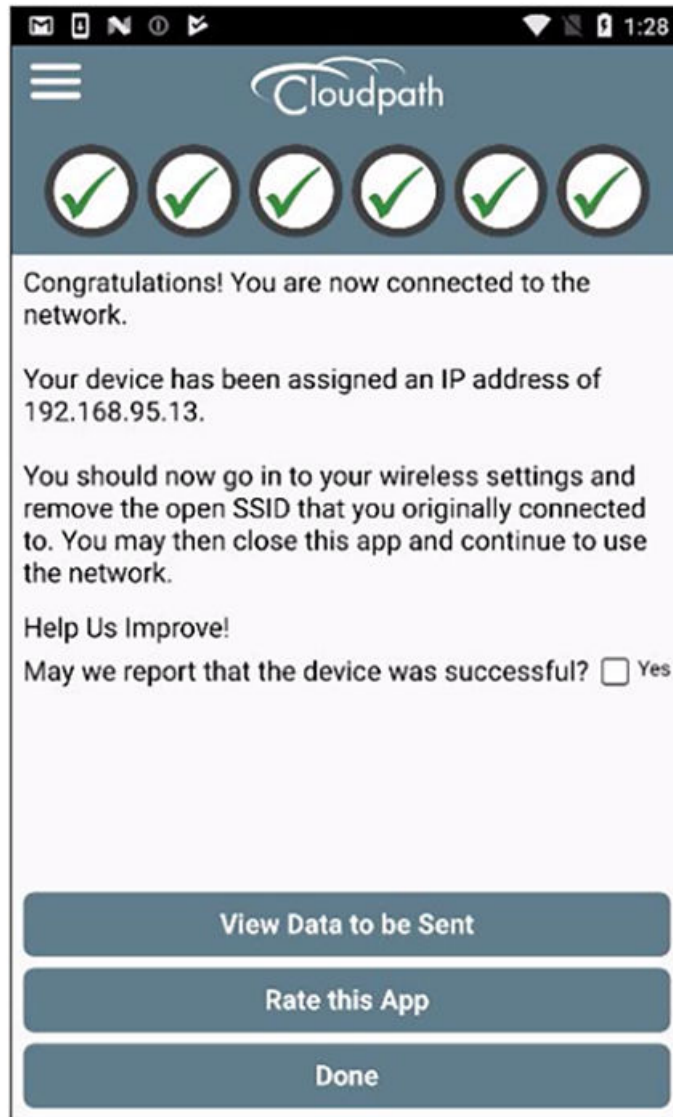 1:28
Cloudpath
Congratulations! You are now connected to the
network.
Your device has been assigned an IP address of
192.168.95.13.
You should now go in to your wireless settings and
remove the open SSID that you originally connected
to. You may then close this app and continue to use
the network.
Help Us Improve!
May we report that the device was successful? Yes
View Data to be Sent
Rate this App
Done